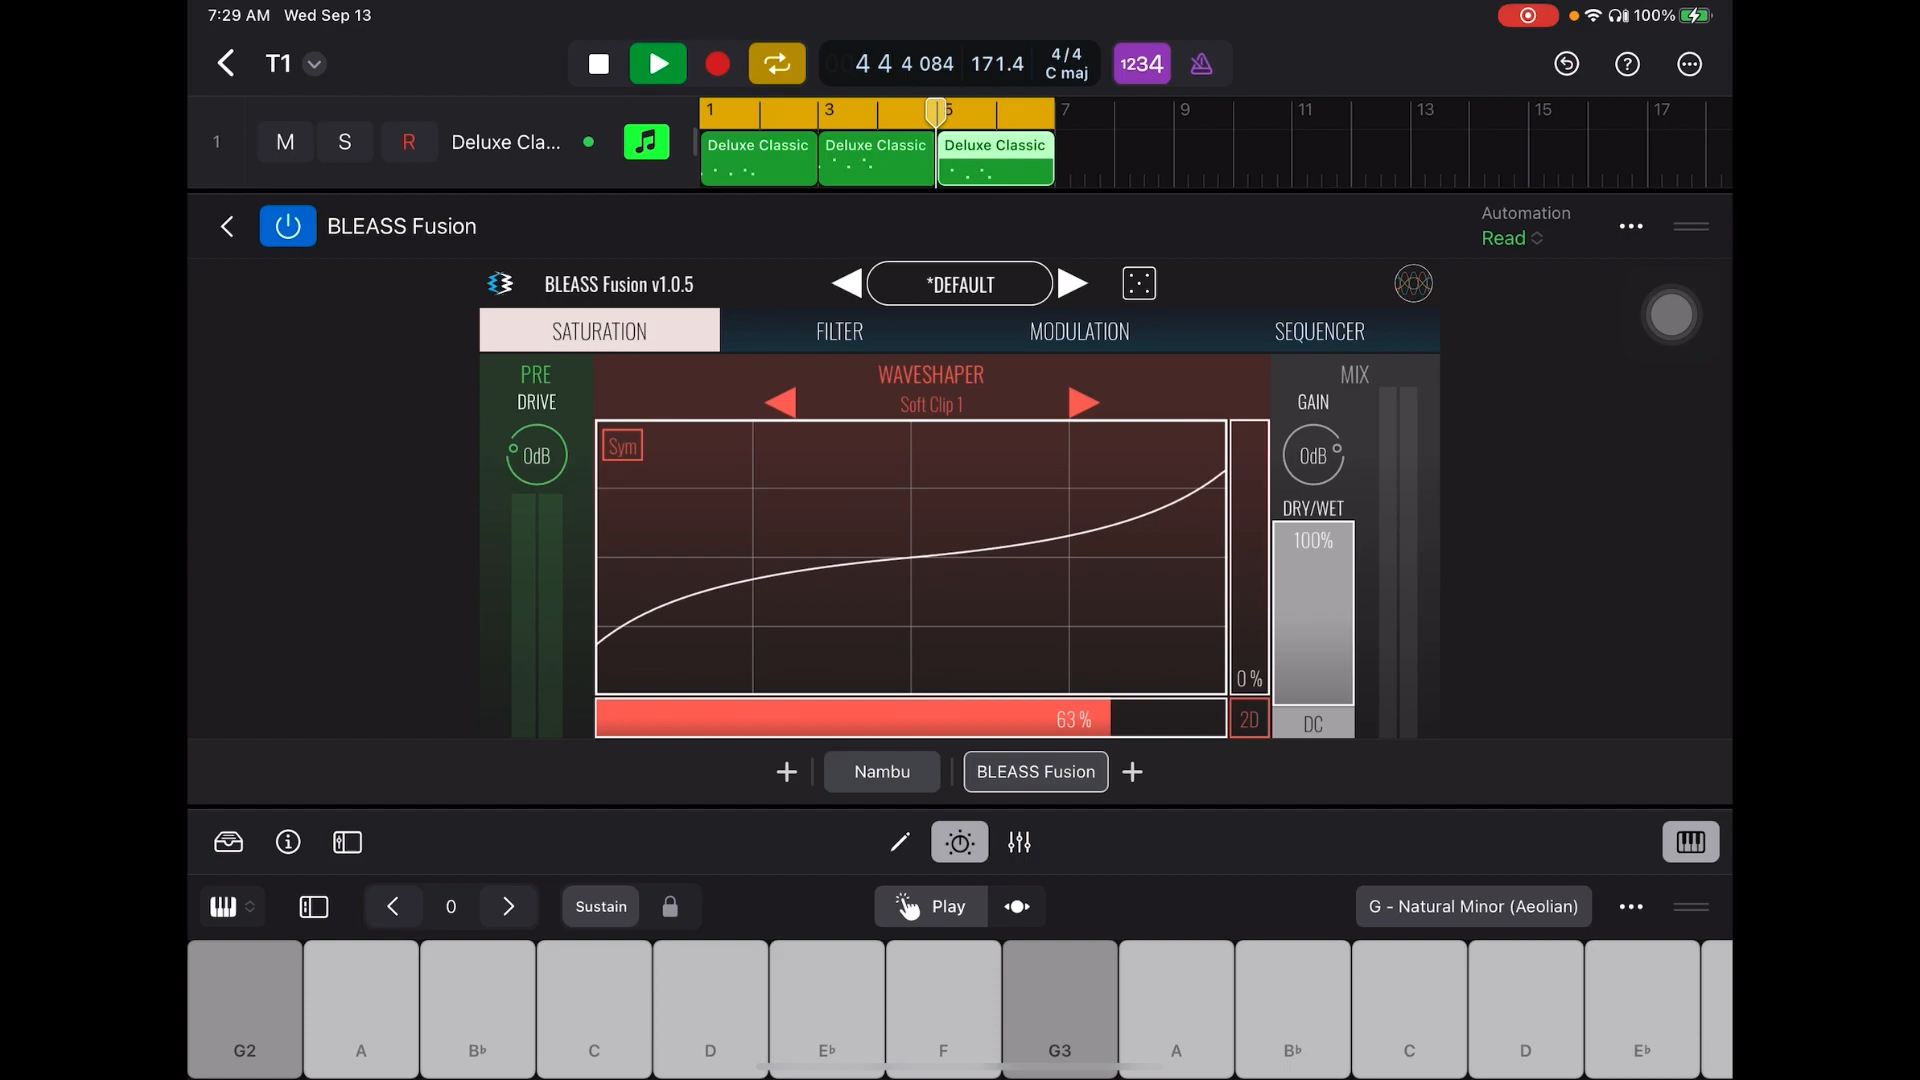 7:29 AM Wed Sep 13
100%
T1
4 4 4 084 171.4 4/4
C maj
1234
1 3 5 7 9 11 13 15 17
1 M S R Deluxe Cla...
Deluxe Classic Deluxe Classic Deluxe Classic
BLEASS Fusion
Automation
Read
BLEASS Fusion v1.0.5
*DEFAULT
SATURATION FILTER MODULATION SEQUENCER
PRE
DRIVE
0dB
WAVESHAPER
Soft Clip 1
Sym
0 %
63 %
2D
MIX
GAIN
0dB
DRY/WET
100%
DC
Nambu BLEASS Fusion
0 Sustain Play G - Natural Minor (Aeolian)
G2 A B♭ C D E♭ F G3 A B♭ C D E♭